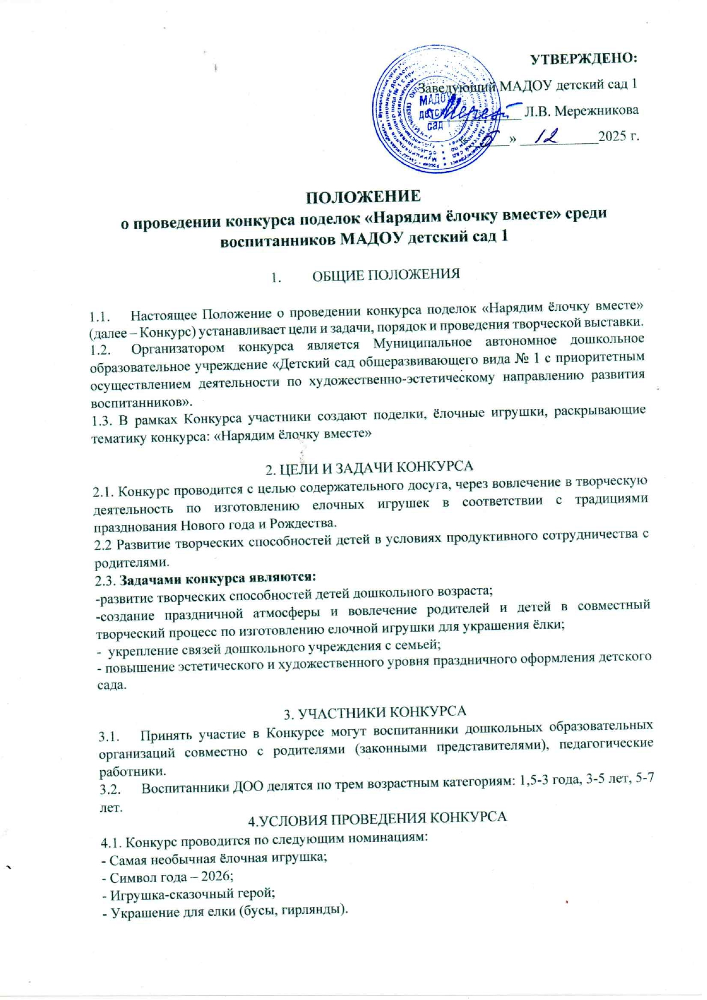 УТВЕРЖДЕНО:
Заведующий МАДОУ детский сад 1
Л.В. Мережникова
« 5 » 12 2025 г.
МАДОУ
детский
сад 1
ПОЛОЖЕНИЕ
о проведении конкурса поделок «Нарядим ёлочку вместе» среди
воспитанников МАДОУ детский сад 1
1. ОБЩИЕ ПОЛОЖЕНИЯ
1.1. Настоящее Положение о проведении конкурса поделок «Нарядим ёлочку вместе»
(далее – Конкурс) устанавливает цели и задачи, порядок и проведения творческой выставки.
1.2. Организатором конкурса является Муниципальное автономное дошкольное
образовательное учреждение «Детский сад общеразвивающего вида № 1 с приоритетным
осуществлением деятельности по художественно-эстетическому направлению развития
воспитанников».
1.3. В рамках Конкурса участники создают поделки, ёлочные игрушки, раскрывающие
тематику конкурса: «Нарядим ёлочку вместе»
2. ЦЕЛИ И ЗАДАЧИ КОНКУРСА
2.1. Конкурс проводится с целью содержательного досуга, через вовлечение в творческую
деятельность по изготовлению елочных игрушек в соответствии с традициями
празднования Нового года и Рождества.
2.2 Развитие творческих способностей детей в условиях продуктивного сотрудничества с
родителями.
2.3. Задачами конкурса являются:
-развитие творческих способностей детей дошкольного возраста;
-создание праздничной атмосферы и вовлечение родителей и детей в совместный
творческий процесс по изготовлению елочной игрушки для украшения ёлки;
- укрепление связей дошкольного учреждения с семьей;
- повышение эстетического и художественного уровня праздничного оформления детского
сада.
3. УЧАСТНИКИ КОНКУРСА
3.1. Принять участие в Конкурсе могут воспитанники дошкольных образовательных
организаций совместно с родителями (законными представителями), педагогические
работники.
3.2. Воспитанники ДОО делятся по трем возрастным категориям: 1,5-3 года, 3-5 лет, 5-7
лет.
4.УСЛОВИЯ ПРОВЕДЕНИЯ КОНКУРСА
4.1. Конкурс проводится по следующим номинациям:
- Самая необычная ёлочная игрушка;
- Символ года – 2026;
- Игрушка-сказочный герой;
- Украшение для елки (бусы, гирлянды).